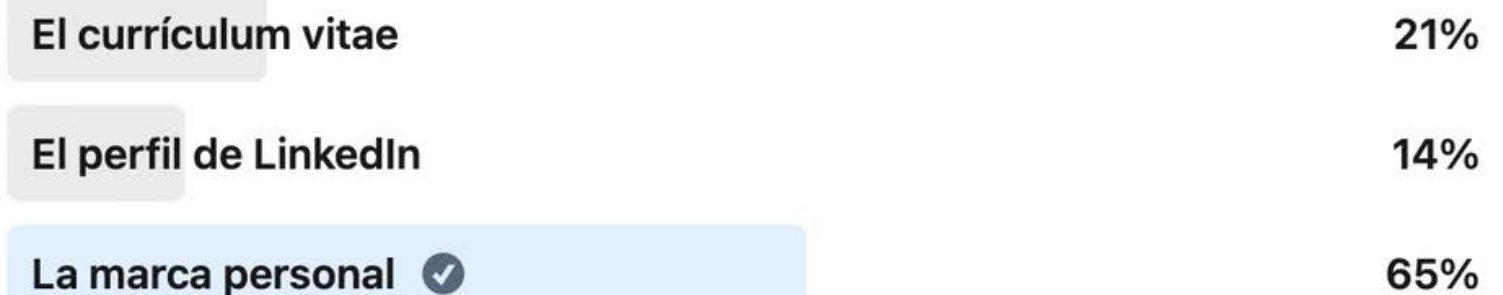 El currículum vitae 21%
El perfil de LinkedIn 14%
La marca personal 65%